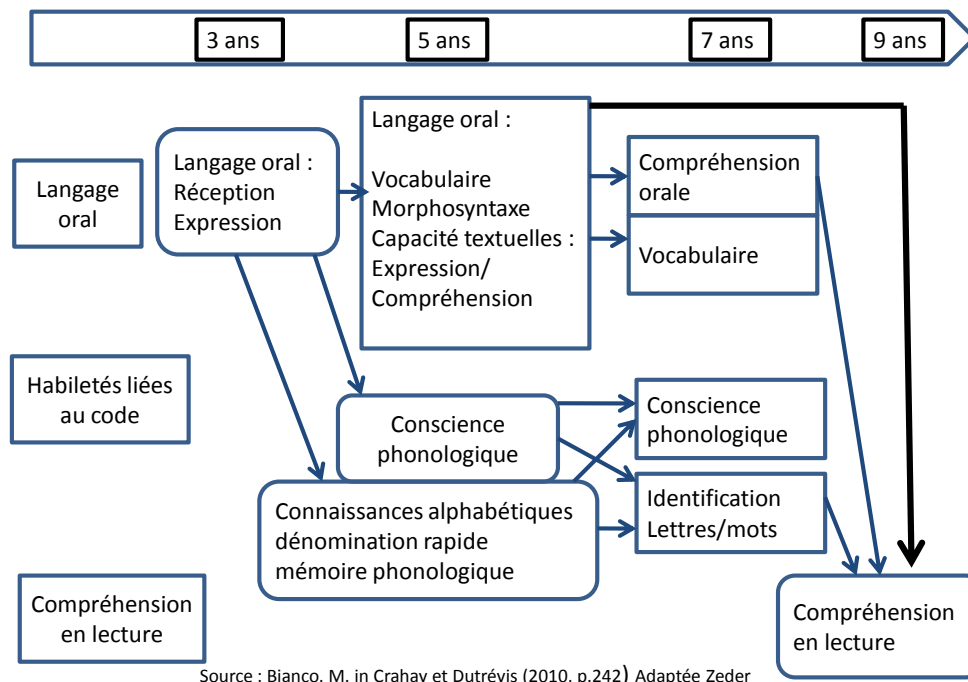 3 ans
5 ans
7 ans
9 ans
Langage
oral
Langage oral :
Réception
Expression
Langage oral :
Vocabulaire
Morphosyntaxe
Capacité textuelles :
Expression/
Compréhension
Compréhension
orale
Vocabulaire
Habiletés liées
au code
Conscience
phonologique
Conscience
phonologique
Connaissances alphabétiques
dénomination rapide
mémoire phonologique
Identification
Lettres/mots
Compréhension
en lecture
Compréhension
en lecture
Source : Bianco, M. in Crahay et Dutrévis (2010, p.242) Adaptée Zeder